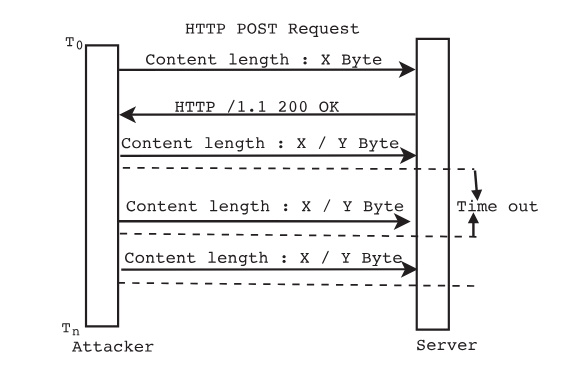 HTTP POST Request
T0
Content length : X Byte
HTTP /1.1 200 OK
Content length : X / Y Byte
Content length : X / Y Byte
Time out
Content length : X / Y Byte
Tn
Attacker
Server